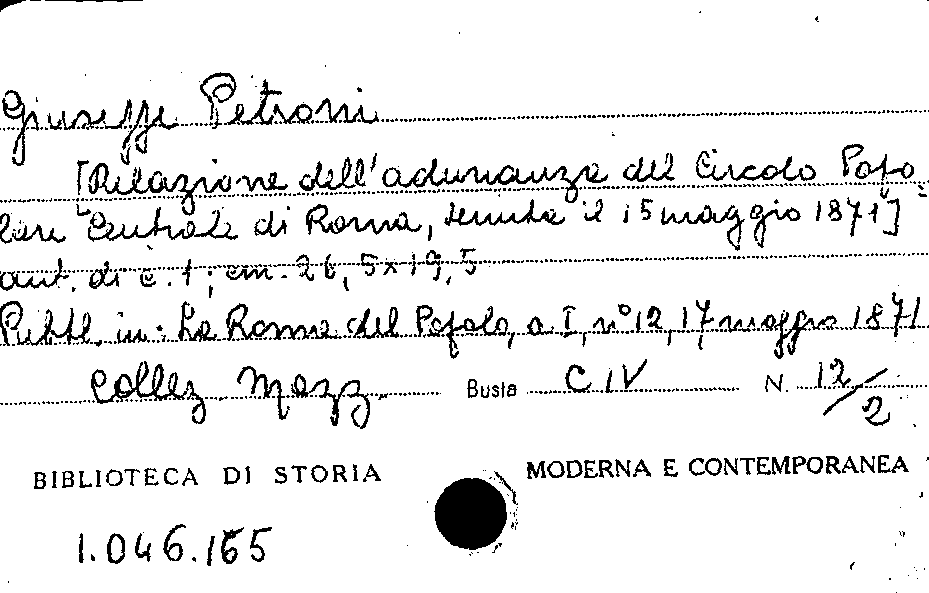 Giuseppe Petroni
[Relazione dell'adunanza del Circolo Popo=
lare Centrale di Roma, tenuta il 15 maggio 1871"]
aut. di c. 1; cm. 26,5x19,5
Pubbl. in: La Roma del Popolo, a I, n° 12, 17 maggio 1871
Collez. Mazz. Busta CIV N. 12/2
BIBLIOTECA DI STORIA MODERNA E CONTEMPORANEA
1.046.165